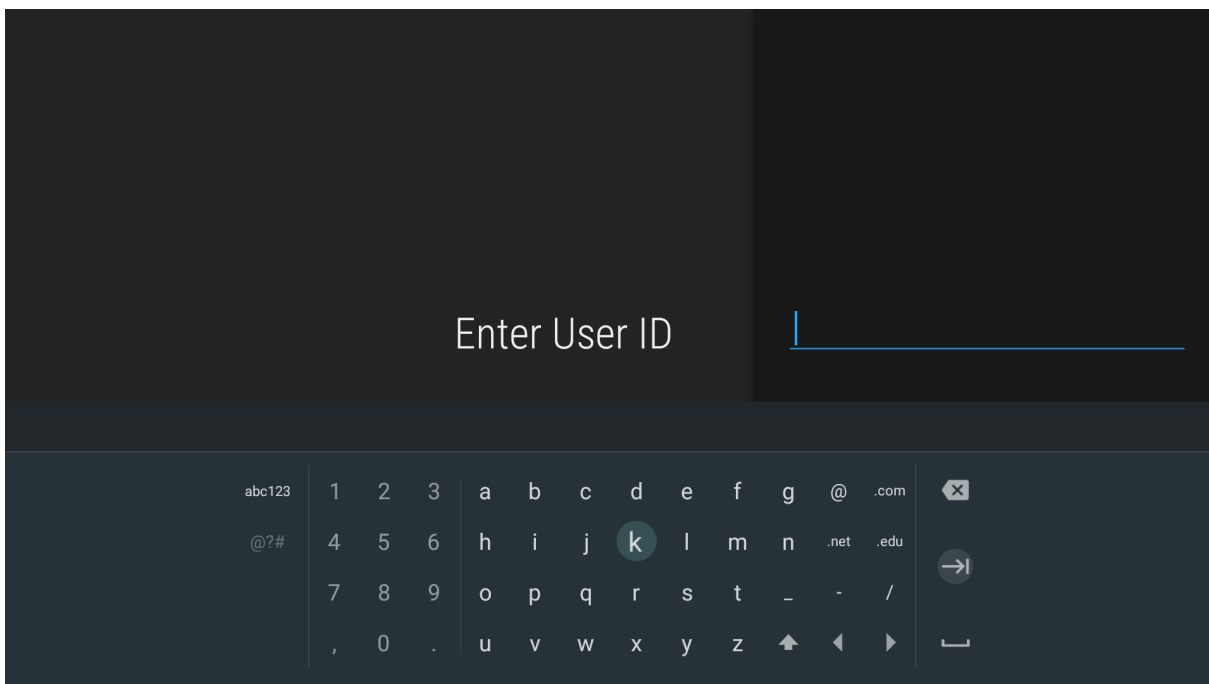 Enter User ID
abc123 1 2 3 a b c d e f g @ .com
@?# 4 5 6 h i j k l m n .net .edu
7 8 9 o p q r s t _ - /
, 0 . u v w x y z